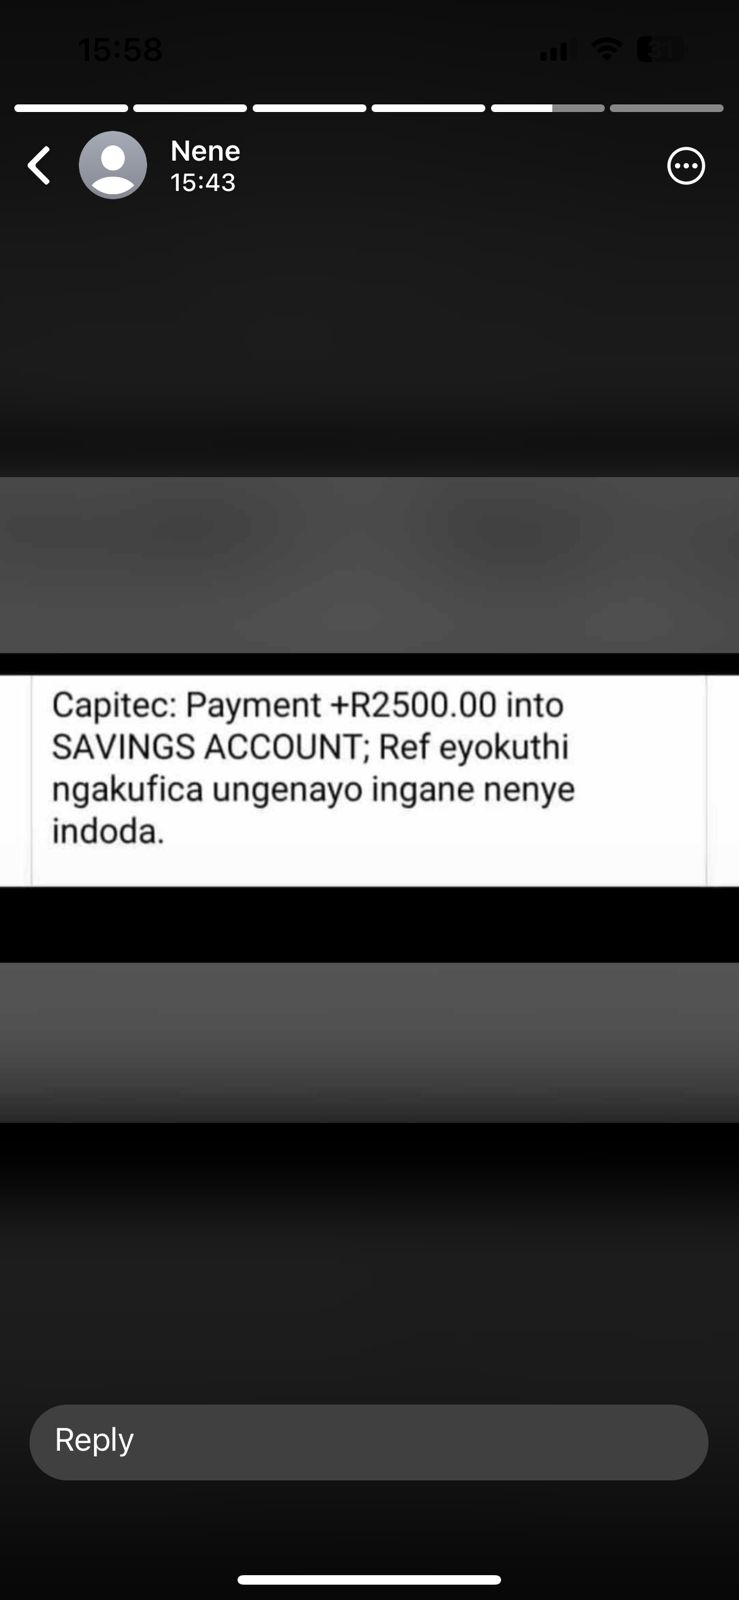 15:58
31
Nene
15:43
Capitec: Payment +R2500.00 into
SAVINGS ACCOUNT; Ref eyokuthi
ngakufica ungenayo ingane nenye
indoda.
Reply